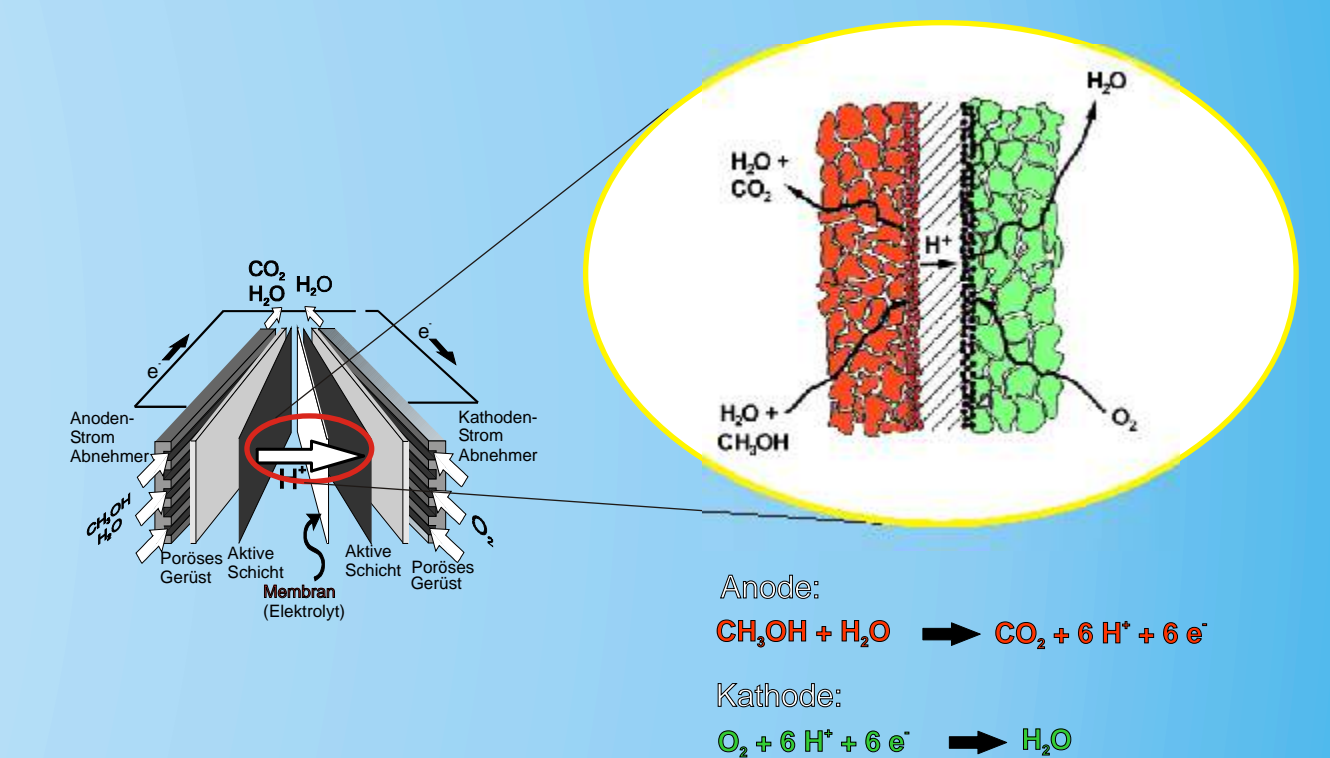 CO₂
H₂O
H₂O
e⁻
e⁻
Anoden-
Strom
Abnehmer
Kathoden-
Strom
Abnehmer
H⁺
CH₃OH
H₂O
O₂
Poröses
Gerüst
Aktive
Schicht
Membran
(Elektrolyt)
Aktive
Schicht
Poröses
Gerüst
H₂O
H₂O +
CO₂
H⁺
H₂O +
CH₃OH
O₂
Anode:
CH₃OH + H₂O → CO₂ + 6 H⁺ + 6 e⁻
Kathode:
O₂ + 6 H⁺ + 6 e⁻ → H₂O